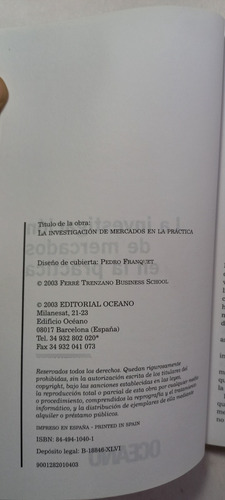 Título de la obra:
LA INVESTIGACIÓN DE MERCADOS EN LA PRÁCTICA
Diseño de cubierta: PEDRO FRANQUET
© 2003 FERRÉ TRENZANO BUSINESS SCHOOL
© 2003 EDITORIAL OCEANO
Milanesat, 21-23
Edificio Océano
08017 Barcelona (España)
Tel. 34 932 802 020*
Fax 34 932 041 073
Reservados todos los derechos. Quedan rigurosamente
prohibidas, sin la autorización escrita de los titulares del
copyright, bajo las sanciones establecidas en las leyes,
la reproducción total o parcial de esta obra por cualquier medio
o procedimiento, comprendidos la reprografía y el tratamiento
informático, y la distribución de ejemplares de ella mediante
alquiler o préstamo públicos.
IMPRESO EN ESPAÑA - PRINTED IN SPAIN
ISBN: 84-494-1040-1
Depósito legal: B-18846-XLVI
9001282010403